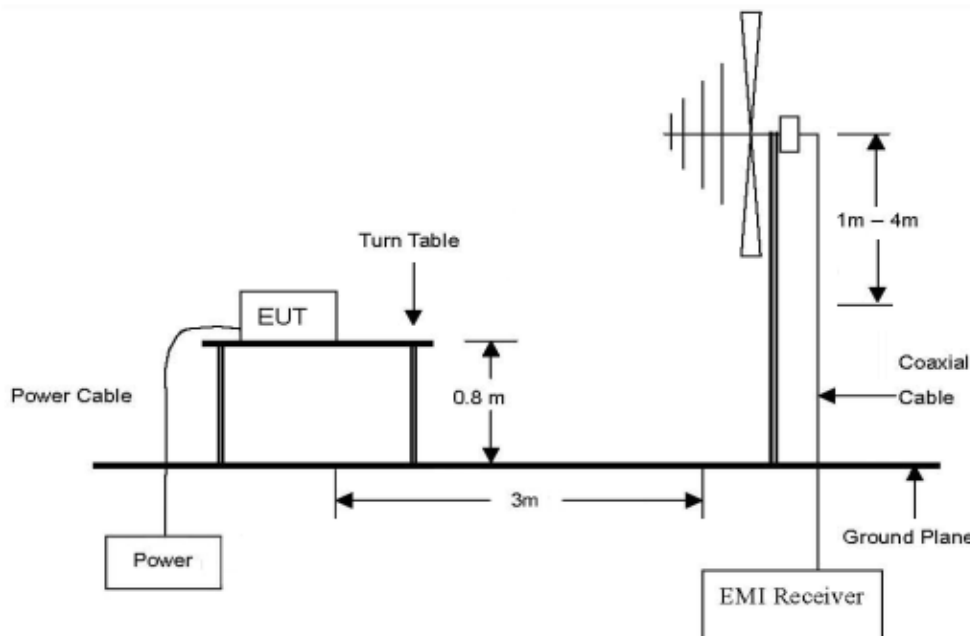 1m – 4m
Turn Table
EUT
Coaxial
Cable
Power Cable
0.8 m
3m
Ground Plane
Power
EMI Receiver